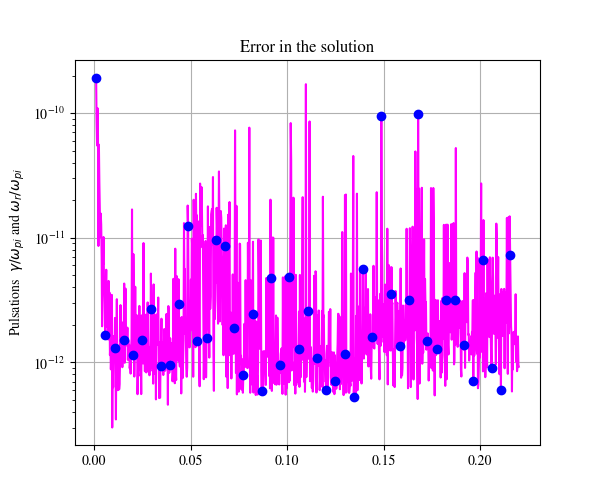 Error in the solution
Pulsations γ/ω_pi and ω_r/ω_pi
10⁻¹⁰
10⁻¹¹
10⁻¹²
0.00 0.05 0.10 0.15 0.20